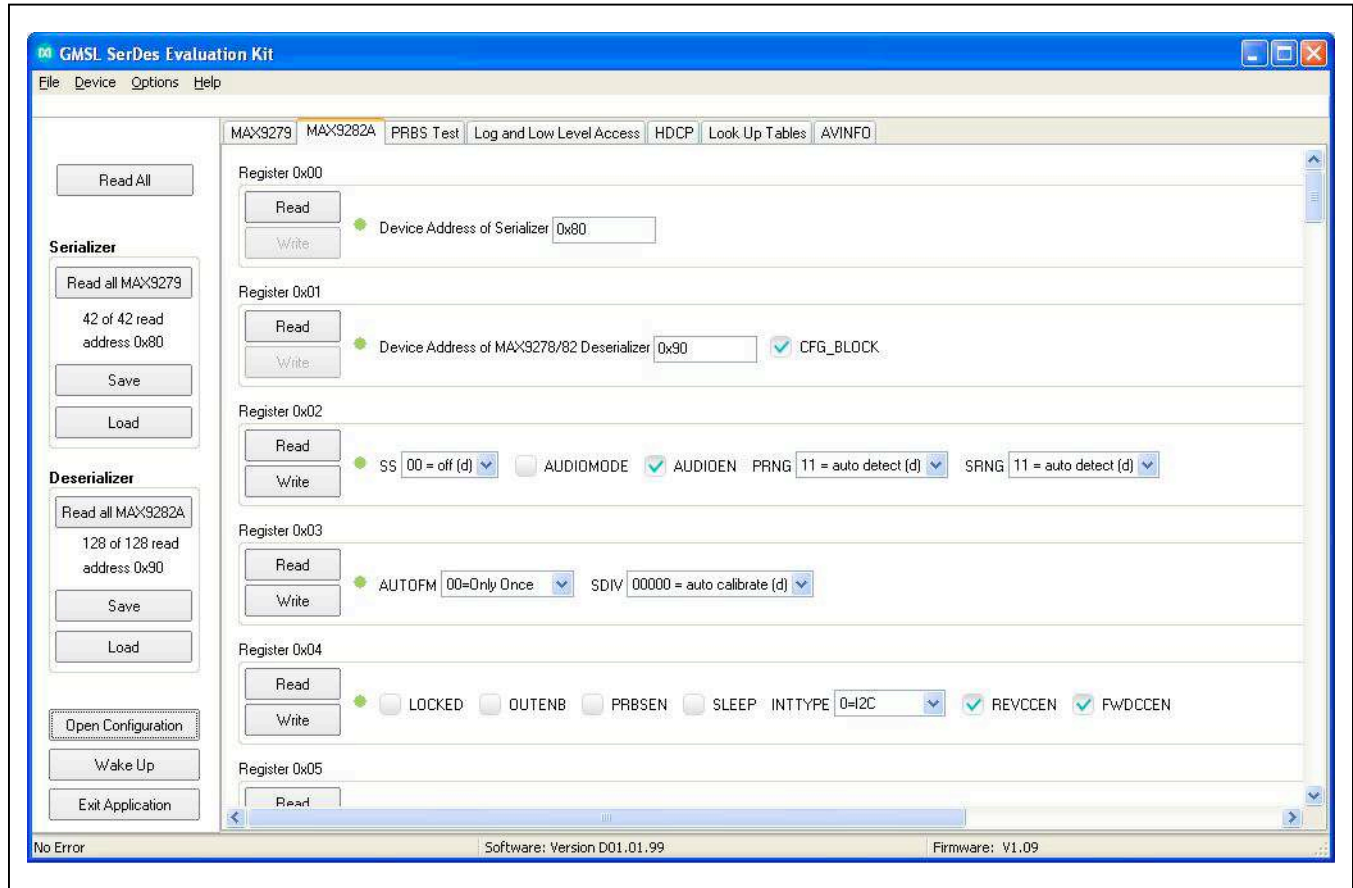 GMSL SerDes Evaluation Kit
File Device Options Help
MAX9279 MAX9282A PRBS Test Log and Low Level Access HDCP Look Up Tables AVINFO
Read All
Serializer
Read all MAX9279
42 of 42 read
address 0x80
Save
Load
Deserializer
Read all MAX9282A
128 of 128 read
address 0x90
Save
Load
Open Configuration
Wake Up
Exit Application
Register 0x00
Read
Write
Device Address of Serializer 0x80
Register 0x01
Read
Write
Device Address of MAX9278/82 Deserializer 0x90 CFG_BLOCK
Register 0x02
Read
Write
SS 00 = off (d) AUDIOMODE AUDIOEN PRNG 11 = auto detect (d) SRNG 11 = auto detect (d)
Register 0x03
Read
Write
AUTOFM 00=Only Once SDIV 00000 = auto calibrate (d)
Register 0x04
Read
Write
LOCKED OUTENB PRBSEN SLEEP INTTYPE 0=I2C REVCCEN FWDCCEN
Register 0x05
Read
No Error Software: Version D01.01.99 Firmware: V1.09